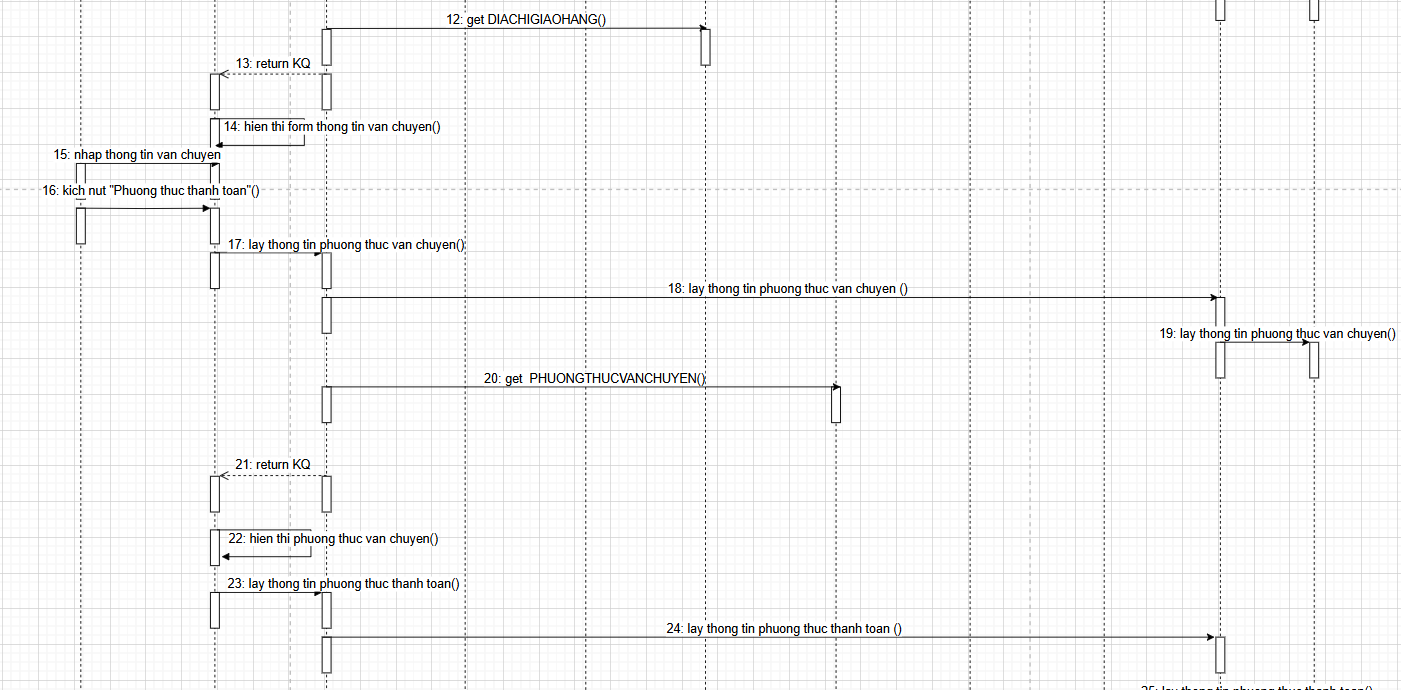 12: get DIACHIGIAOHANG()
13: return KQ
14: hien thi form thong tin van chuyen()
15: nhap thong tin van chuyen
16: kich nut "Phuong thuc thanh toan"()
17: lay thong tin phuong thuc van chuyen()
18: lay thong tin phuong thuc van chuyen ()
19: lay thong tin phuong thuc van chuyen()
20: get  PHUONGTHUCVANCHUYEN()
21: return KQ
22: hien thi phuong thuc van chuyen()
23: lay thong tin phuong thuc thanh toan()
24: lay thong tin phuong thuc thanh toan ()